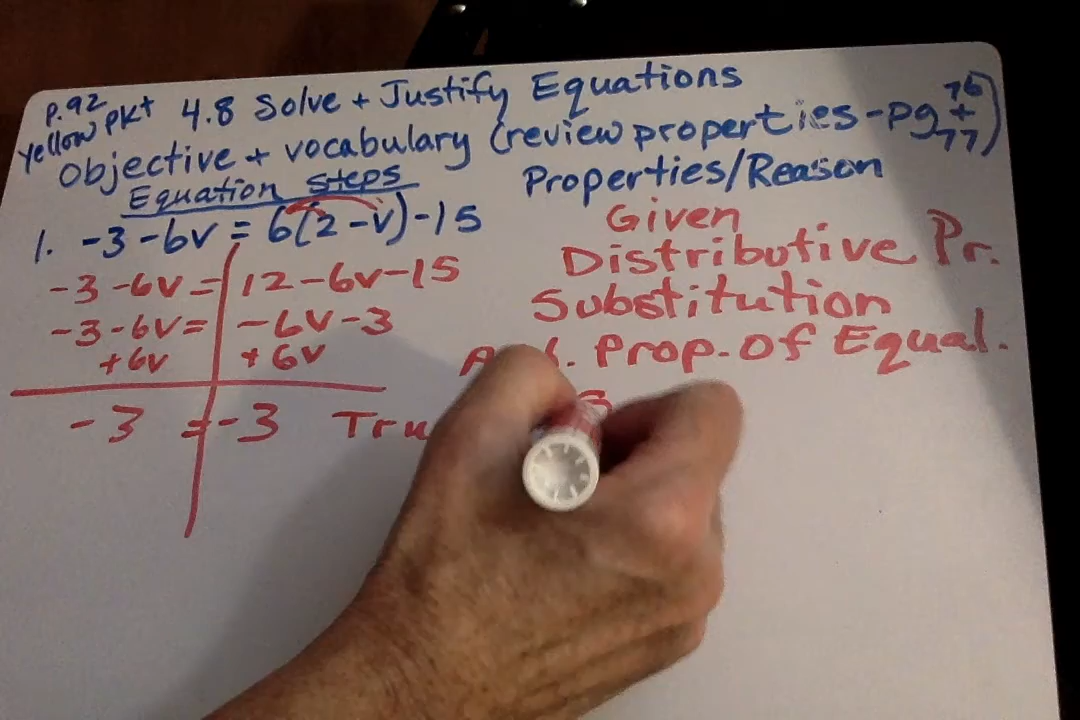 p.92 4.8 Solve + Justify Equations
Yellow PKt
Objective + vocabulary (review properties-pg 76 + 77)
Equation Steps Properties/Reason
1. -3-6v = 6(2-v)-15 Given
-3-6v = 12-6v-15 Distributive Pr.
-3-6v = -6v-3 Substitution
+6v +6v Prop. Of Equal.
-3 = -3